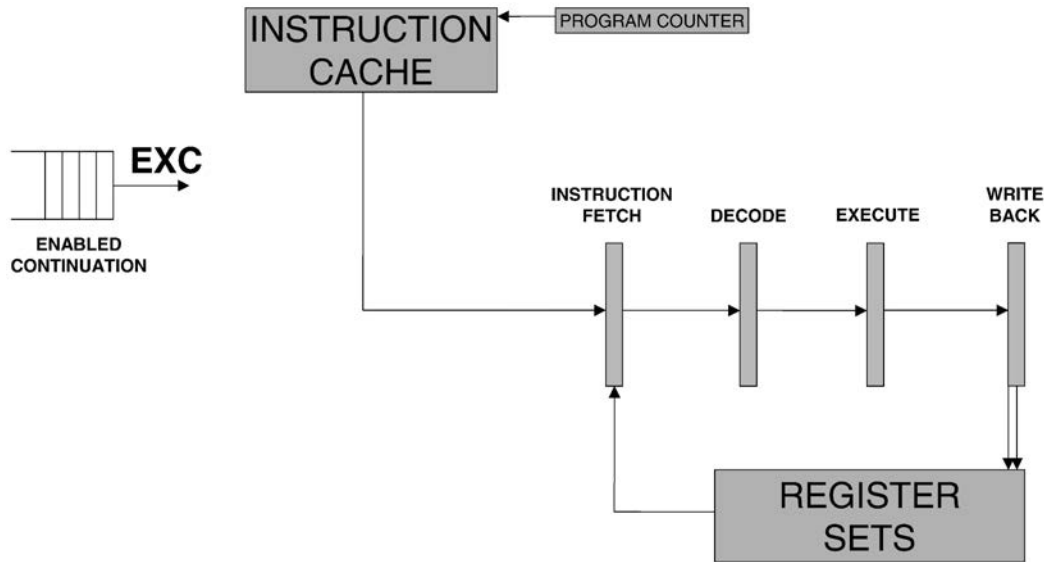 INSTRUCTION
CACHE
PROGRAM COUNTER
EXC
ENABLED
CONTINUATION
INSTRUCTION
FETCH
DECODE
EXECUTE
WRITE
BACK
REGISTER
SETS